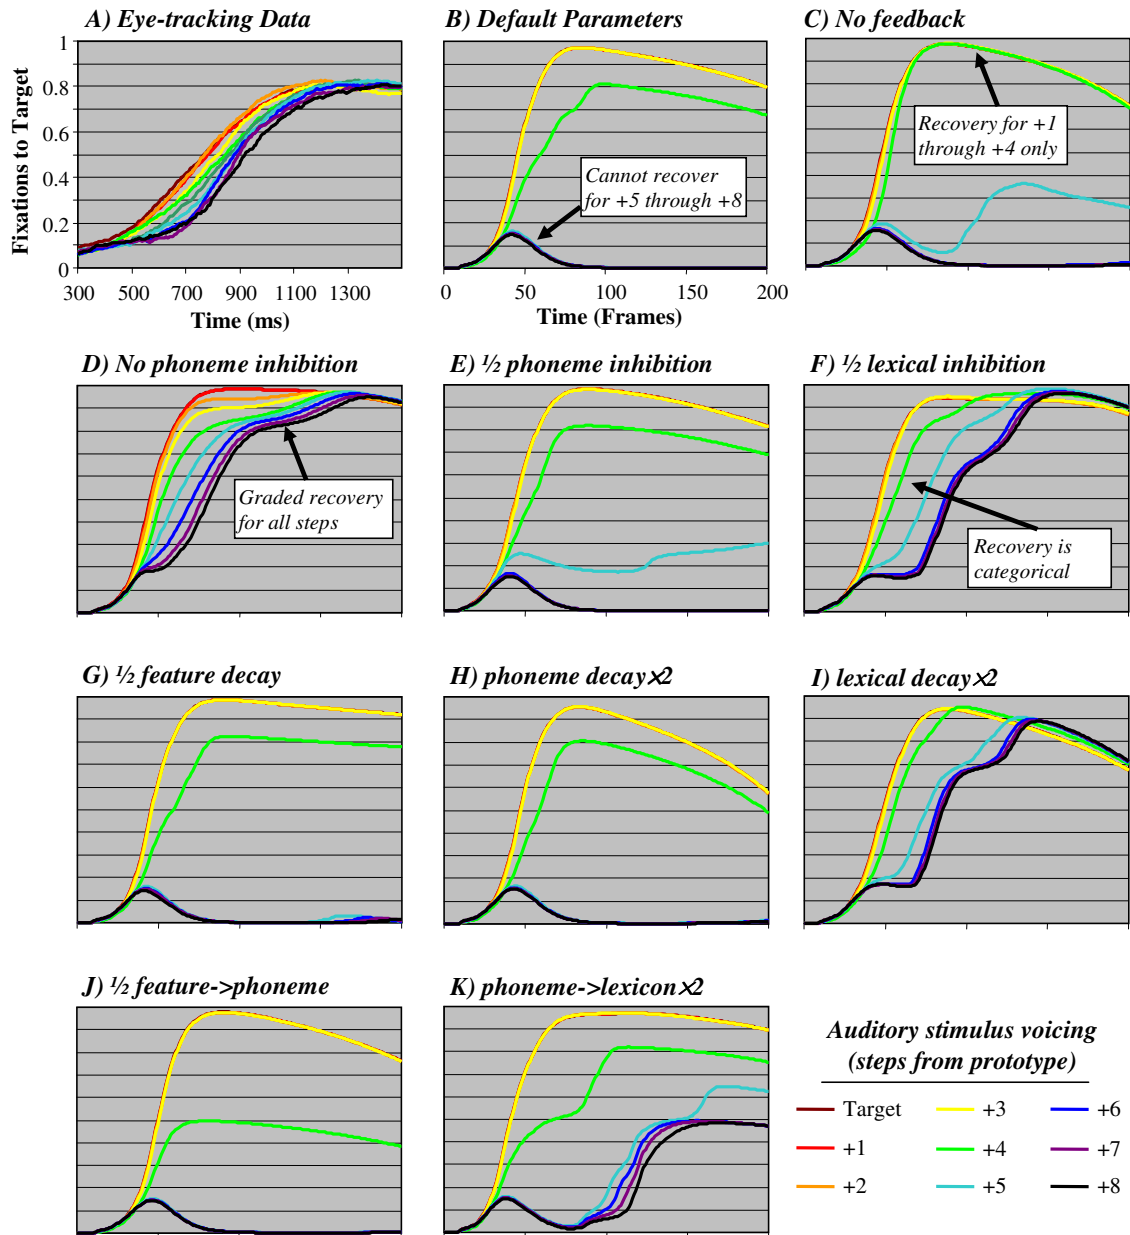 A) Eye-tracking Data
B) Default Parameters
C) No feedback
Fixations to Target
1
0.8
0.6
0.4
0.2
0
300 500 700 900 1100 1300
Time (ms)
Cannot recover
for +5 through +8
0 50 100 150 200
Time (Frames)
Recovery for +1
through +4 only
D) No phoneme inhibition
E) ½ phoneme inhibition
F) ½ lexical inhibition
Graded recovery
for all steps
Recovery is
categorical
G) ½ feature decay
H) phoneme decay×2
I) lexical decay×2
J) ½ feature->phoneme
K) phoneme->lexicon×2
Auditory stimulus voicing
(steps from prototype)
Target +3 +6
+1 +4 +7
+2 +5 +8